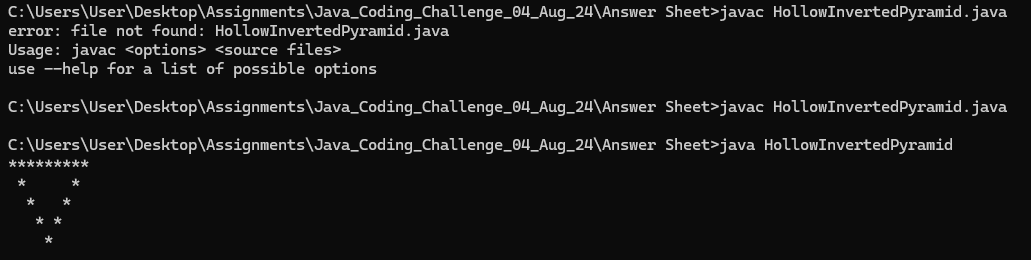 C:\Users\User\Desktop\Assignments\Java_Coding_Challenge_04_Aug_24\Answer Sheet>javac HollowInvertedPyramid.java
error: file not found: HollowInvertedPyramid.java
Usage: javac <options> <source files>
use --help for a list of possible options

C:\Users\User\Desktop\Assignments\Java_Coding_Challenge_04_Aug_24\Answer Sheet>javac HollowInvertedPyramid.java

C:\Users\User\Desktop\Assignments\Java_Coding_Challenge_04_Aug_24\Answer Sheet>java HollowInvertedPyramid
*********
 *     *
  *   *
   * *
    *